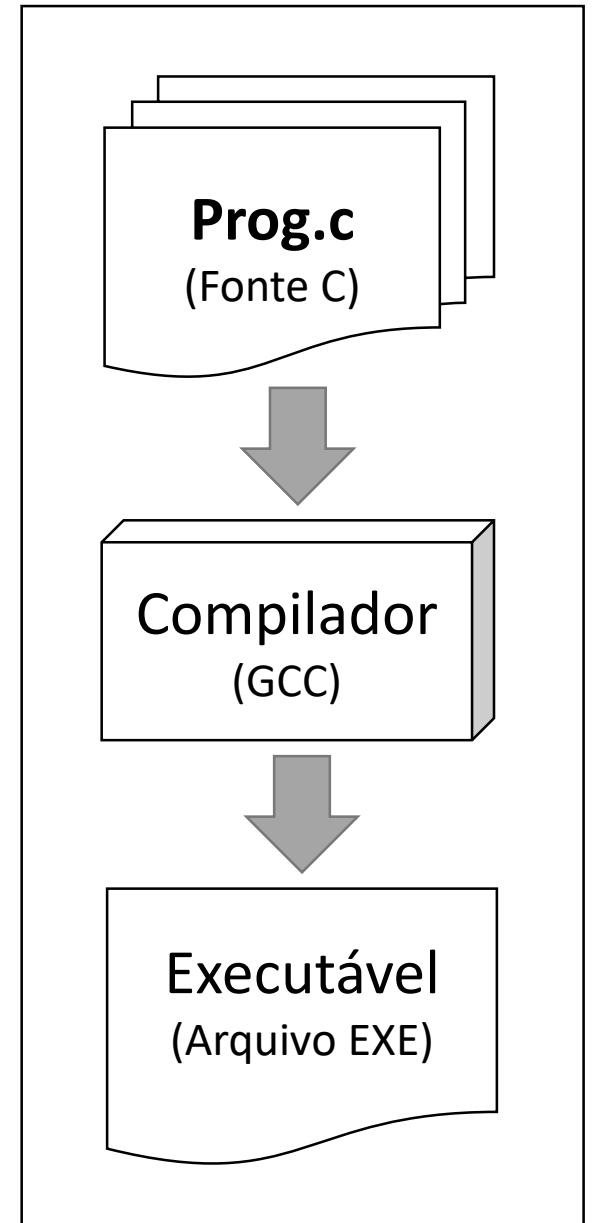 Prog.c
(Fonte C)
Compilador
(GCC)
Executável
(Arquivo EXE)